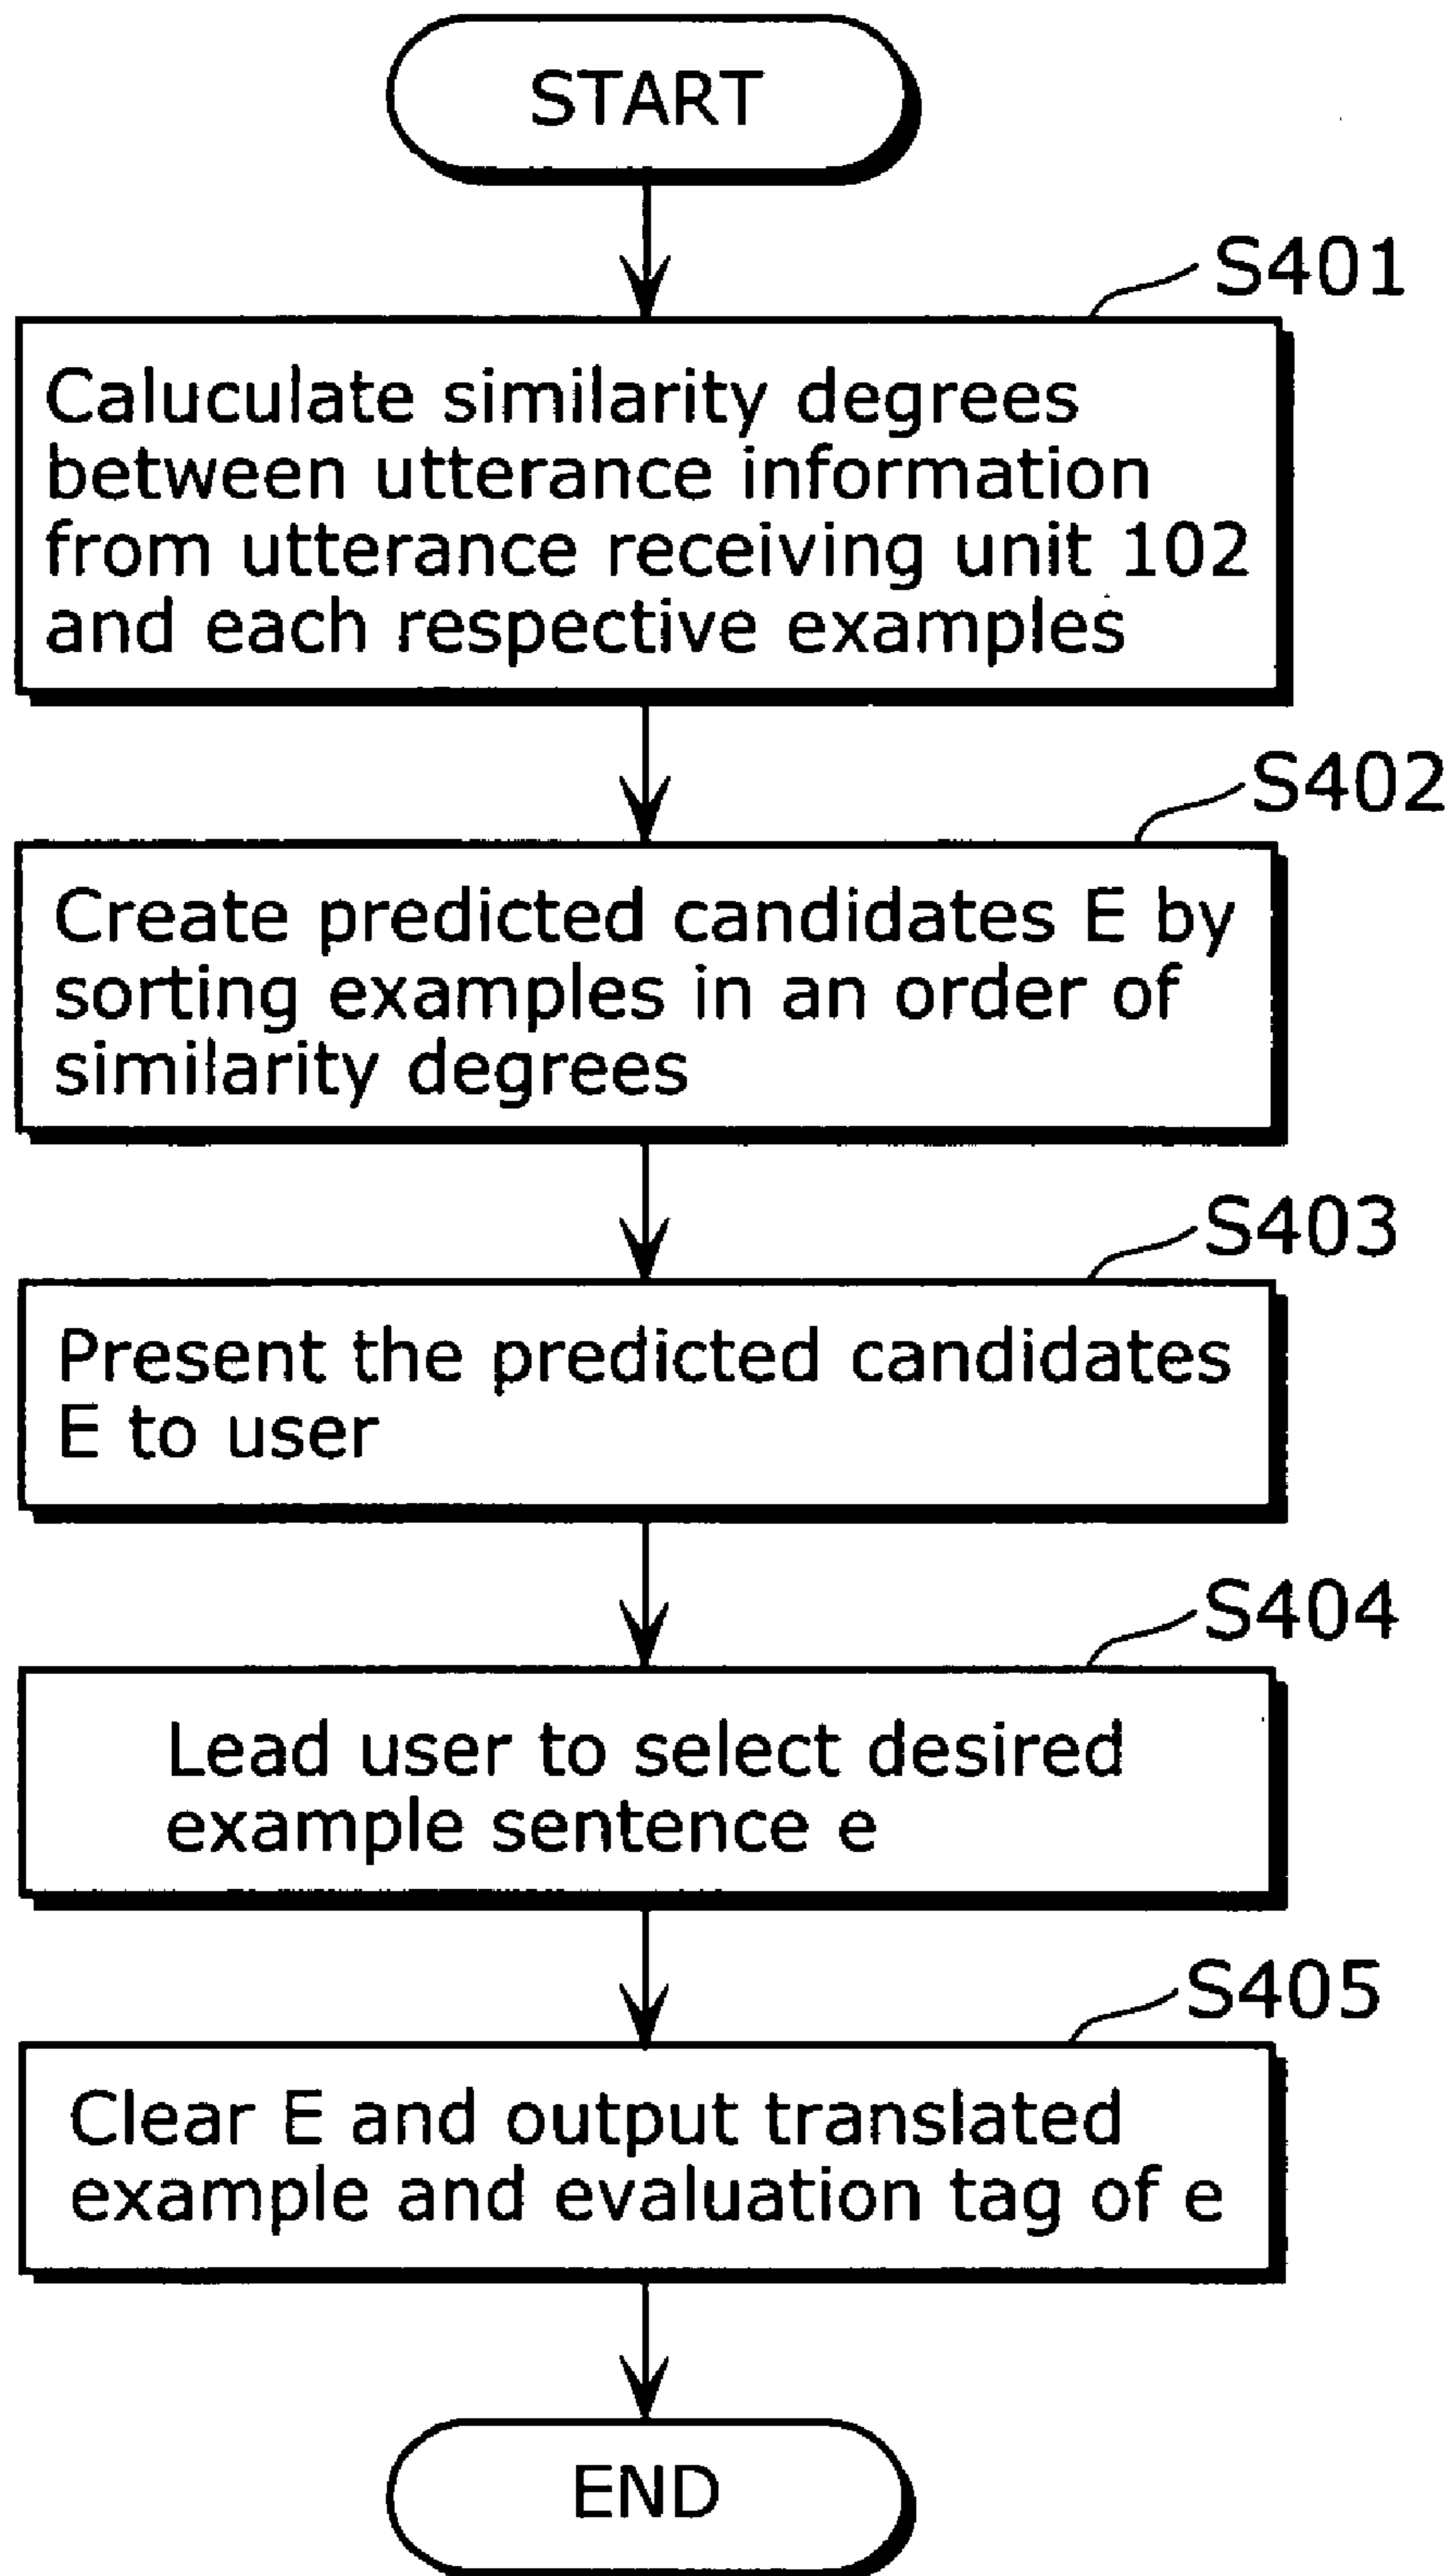 START
S401
Caluculate similarity degrees
between utterance information
from utterance receiving unit 102
and each respective examples
S402
Create predicted candidates E by
sorting examples in an order of
similarity degrees
S403
Present the predicted candidates
E to user
S404
Lead user to select desired
example sentence e
S405
Clear E and output translated
example and evaluation tag of e
END